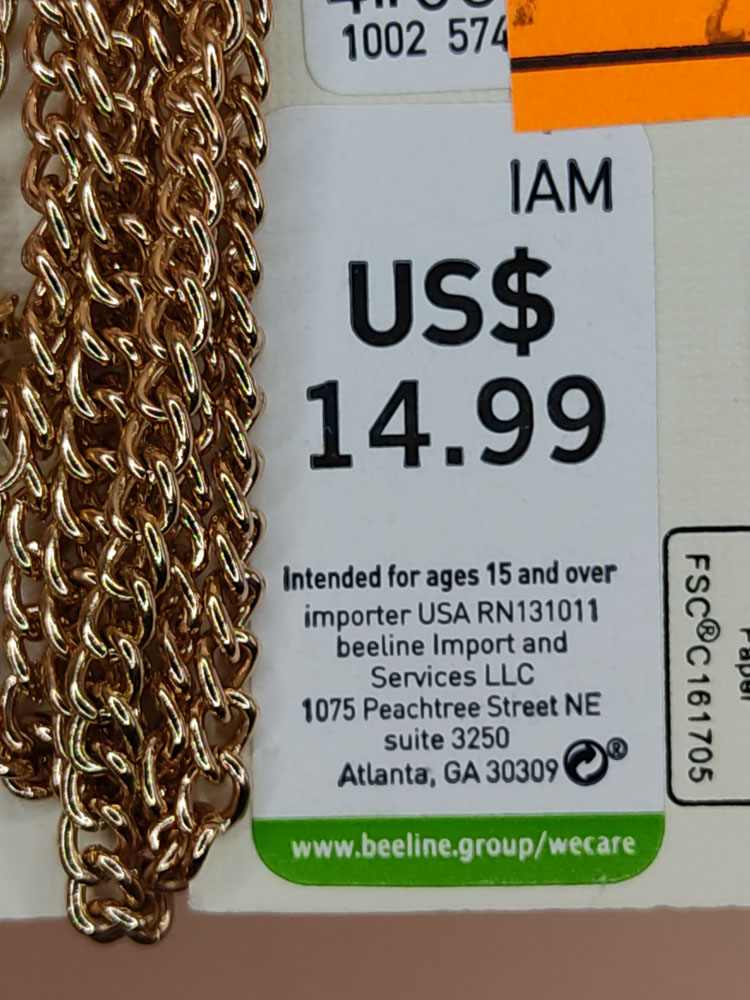 1002 574
IAM
US$
14.99
Intended for ages 15 and over
importer USA RN131011
beeline Import and
Services LLC
1075 Peachtree Street NE
suite 3250
Atlanta, GA 30309
®
www.beeline.group/wecare
FSC® C161705
Paper